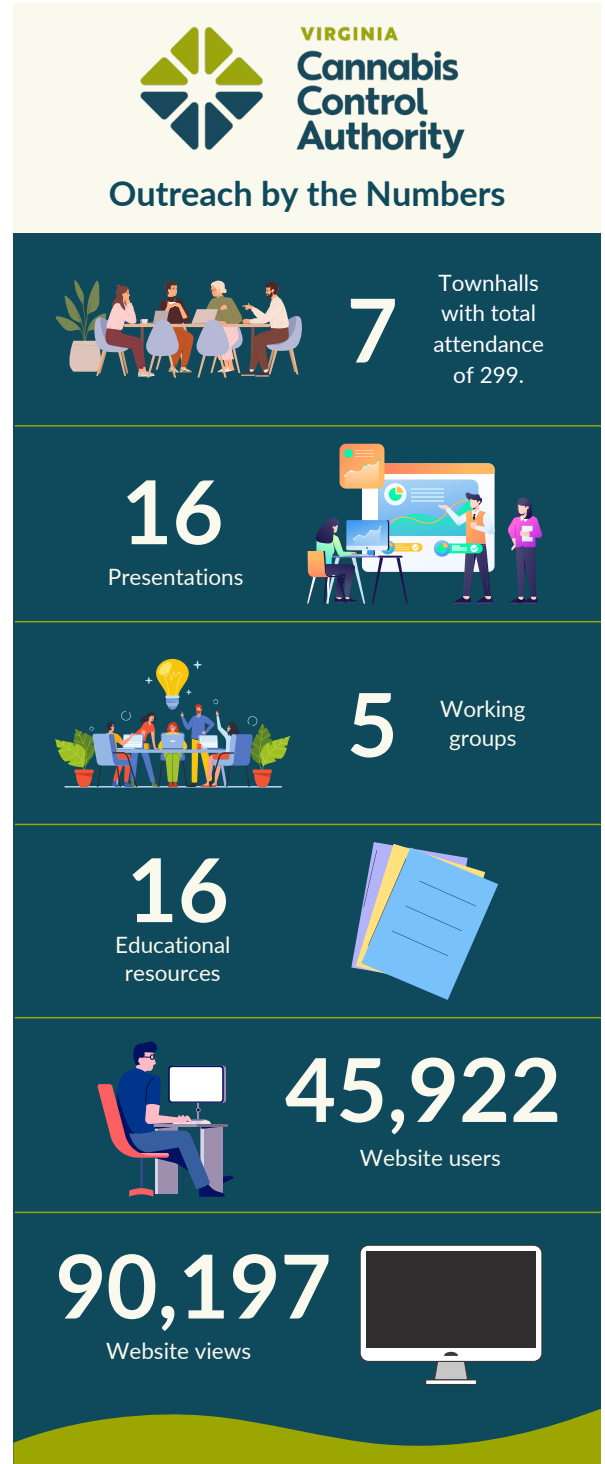 VIRGINIA
Cannabis
Control
Authority
Outreach by the Numbers
7
Townhalls
with total
attendance
of 299.
16
Presentations
5
Working
groups
16
Educational
resources
45,922
Website users
90,197
Website views